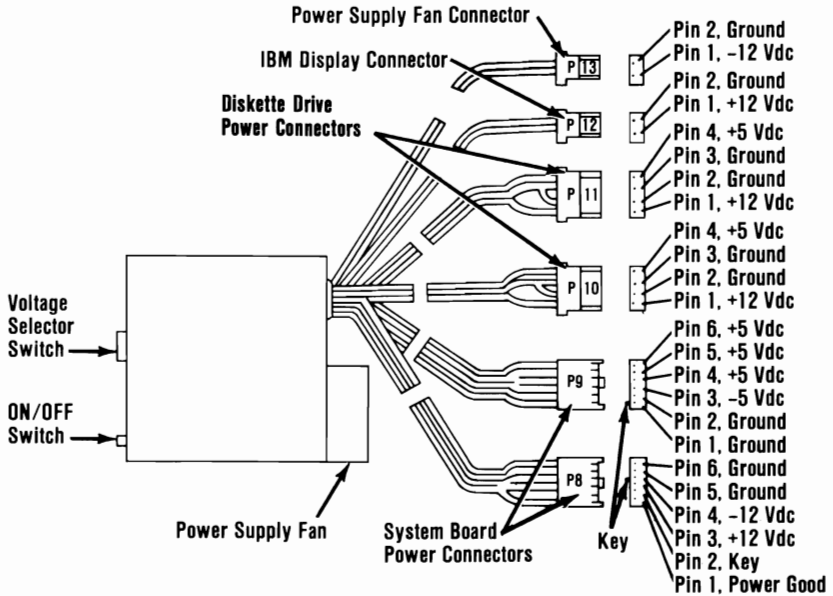 Power Supply Fan Connector
IBM Display Connector
Diskette Drive
Power Connectors
Voltage
Selector
Switch
ON/OFF
Switch
Power Supply Fan
System Board
Power Connectors
Key
P 13
P 12
P 11
P 10
P9
P8
Pin 2, Ground
Pin 1, −12 Vdc
Pin 2, Ground
Pin 1, +12 Vdc
Pin 4, +5 Vdc
Pin 3, Ground
Pin 2, Ground
Pin 1, +12 Vdc
Pin 4, +5 Vdc
Pin 3, Ground
Pin 2, Ground
Pin 1, +12 Vdc
Pin 6, +5 Vdc
Pin 5, +5 Vdc
Pin 4, +5 Vdc
Pin 3, −5 Vdc
Pin 2, Ground
Pin 1, Ground
Pin 6, Ground
Pin 5, Ground
Pin 4, −12 Vdc
Pin 3, +12 Vdc
Pin 2, Key
Pin 1, Power Good